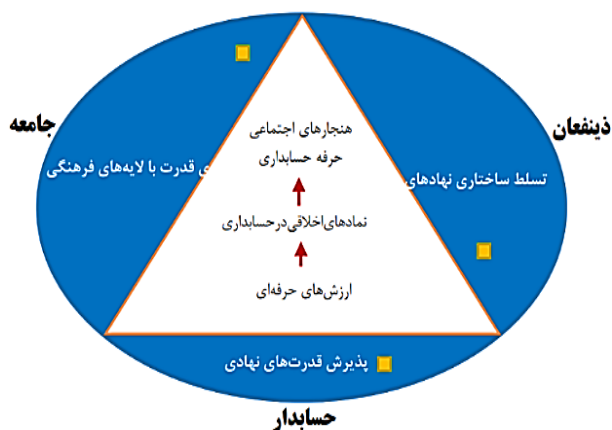 جامعه
ذینفعان
هنجارهای اجتماعی
حرفه حسابداری
ی قدرت با لایه‌های فرهنگی
تسلط ساختاری نهادهای
نمادهای اخلاقی در حسابداری
ارزش‌های حرفه‌ای
پذیرش قدرت‌های نهادی
حسابدار